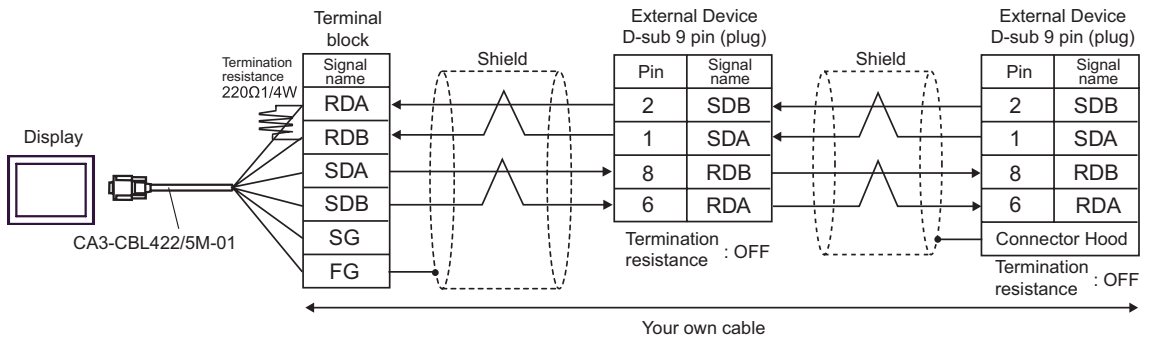 Display
CA3-CBL422/5M-01
Termination
resistance
220Ω1/4W
Terminal
block
Signal
name
RDA
RDB
SDA
SDB
SG
FG
Shield
External Device
D-sub 9 pin (plug)
Pin Signal
name
2 SDB
1 SDA
8 RDB
6 RDA
Termination
resistance : OFF
Shield
External Device
D-sub 9 pin (plug)
Pin Signal
name
2 SDB
1 SDA
8 RDB
6 RDA
Connector Hood
Termination
resistance : OFF
Your own cable